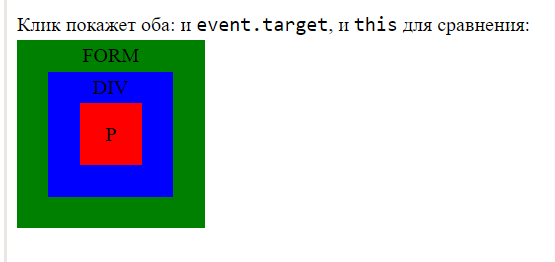 Клик покажет оба: и event.target, и this для сравнения:
FORM
DIV
P